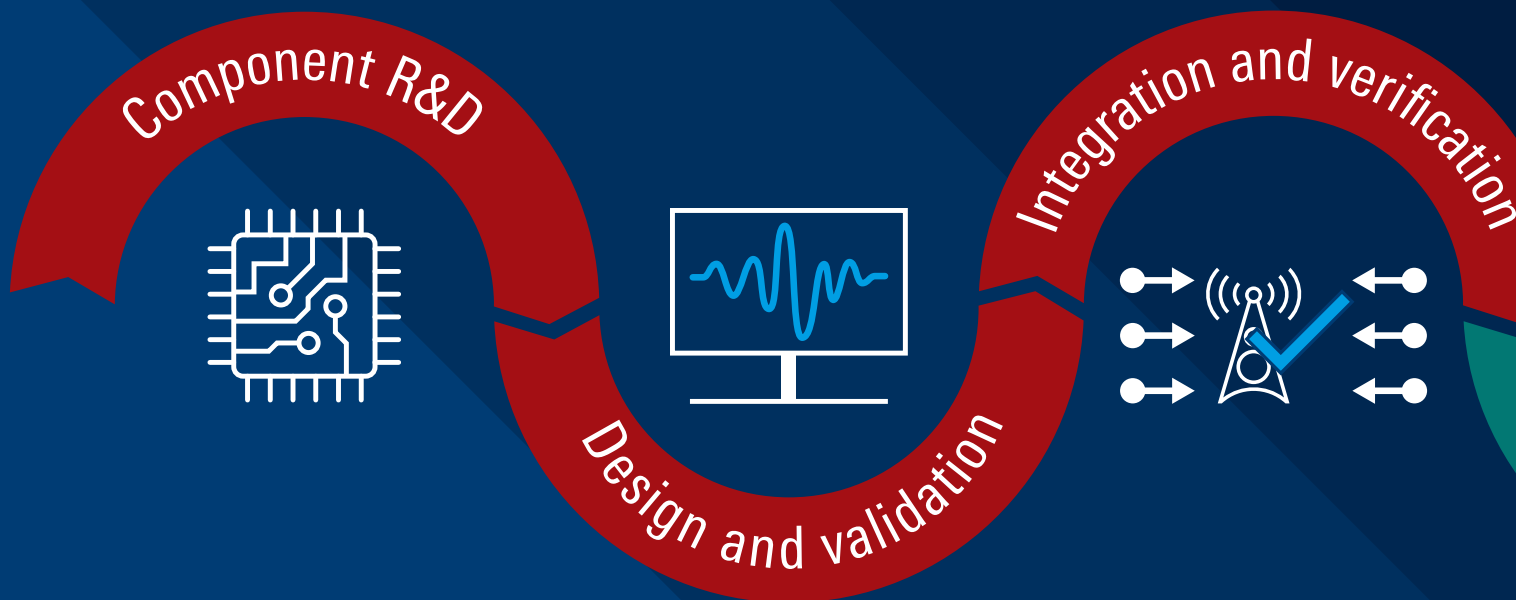 Component R&D
Design and validation
Integration and verification